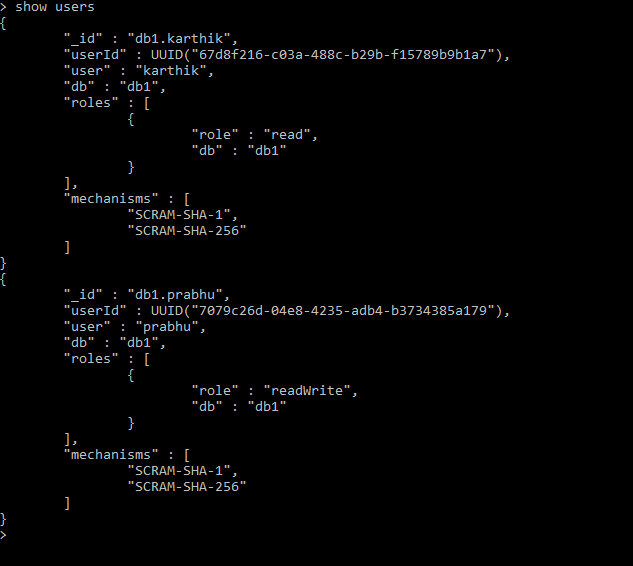 > show users
{
        "_id" : "db1.karthik",
        "userId" : UUID("67d8f216-c03a-488c-b29b-f15789b9b1a7"),
        "user" : "karthik",
        "db" : "db1",
        "roles" : [
                {
                        "role" : "read",
                        "db" : "db1"
                }
        ],
        "mechanisms" : [
                "SCRAM-SHA-1",
                "SCRAM-SHA-256"
        ]
}
{
        "_id" : "db1.prabhu",
        "userId" : UUID("7079c26d-04e8-4235-adb4-b3734385a179"),
        "user" : "prabhu",
        "db" : "db1",
        "roles" : [
                {
                        "role" : "readWrite",
                        "db" : "db1"
                }
        ],
        "mechanisms" : [
                "SCRAM-SHA-1",
                "SCRAM-SHA-256"
        ]
}
>